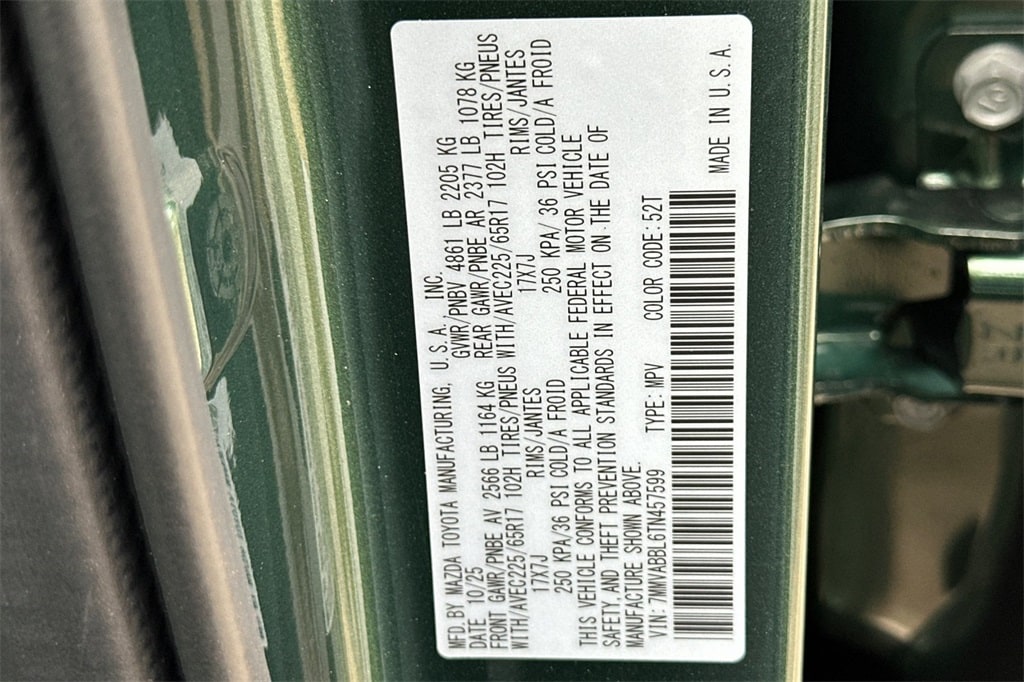 MFD.BY MAZDA TOYOTA MANUFACTURING, U.S.A., INC.
DATE 10/25 GVWR/PNBV 4861 LB 2205 KG
FRONT GAWR/PNBE AV 2566 LB 1164 KG REAR GAWR/PNBE AR 2377 LB 1078 KG
WITH/AVEC225/65R17 102H TIRES/PNEUS WITH/AVEC225/65R17 102H TIRES/PNEUS
17X7J RIMS/JANTES 17X7J RIMS/JANTES
250 KPA/36 PSI COLD/A FROID 250 KPA/ 36 PSI COLD/A FROID
THIS VEHICLE CONFORMS TO ALL APPLICABLE FEDERAL MOTOR VEHICLE
SAFETY,AND THEFT PREVENTION STANDARDS IN EFFECT ON THE DATE OF
MANUFACTURE SHOWN ABOVE.
VIN:7MMVABBL6TN457599 TYPE: MPV COLOR CODE:52T
MADE IN U.S.A.